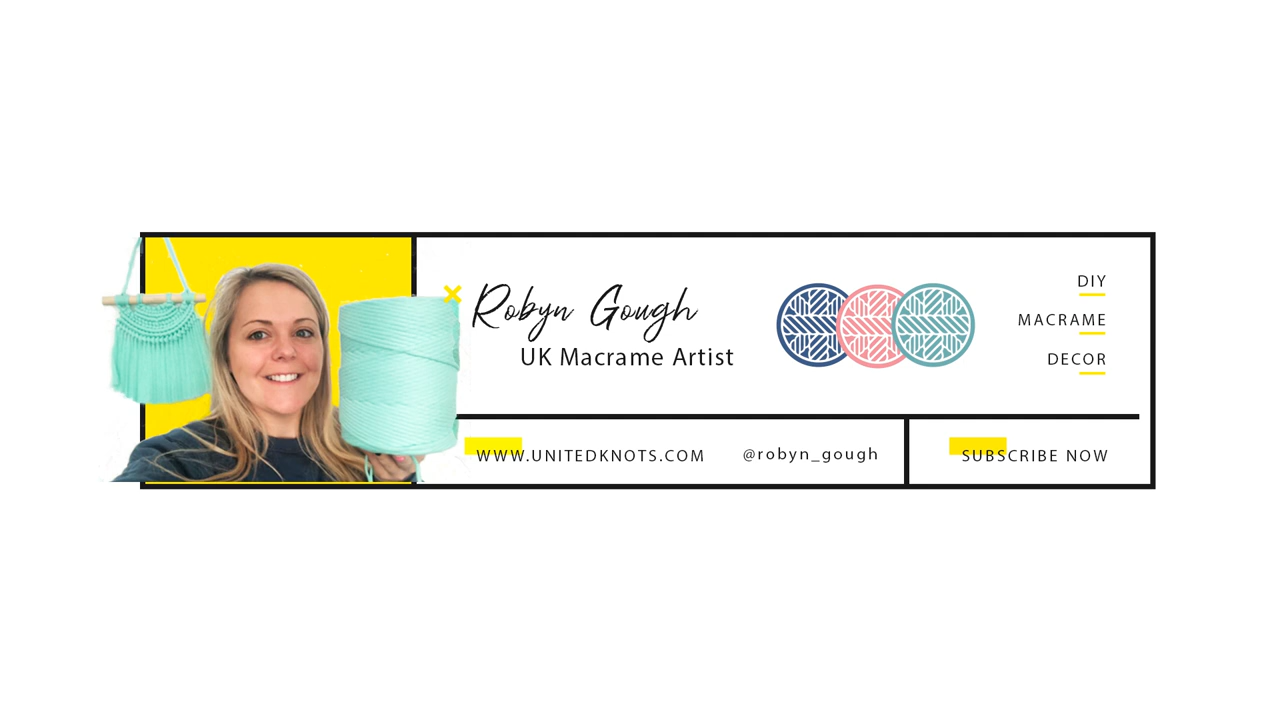 Robyn Gough
UK Macrame Artist
DIY
MACRAME
DECOR
WWW.UNITEDKNOTS.COM
@robyn_gough
SUBSCRIBE NOW